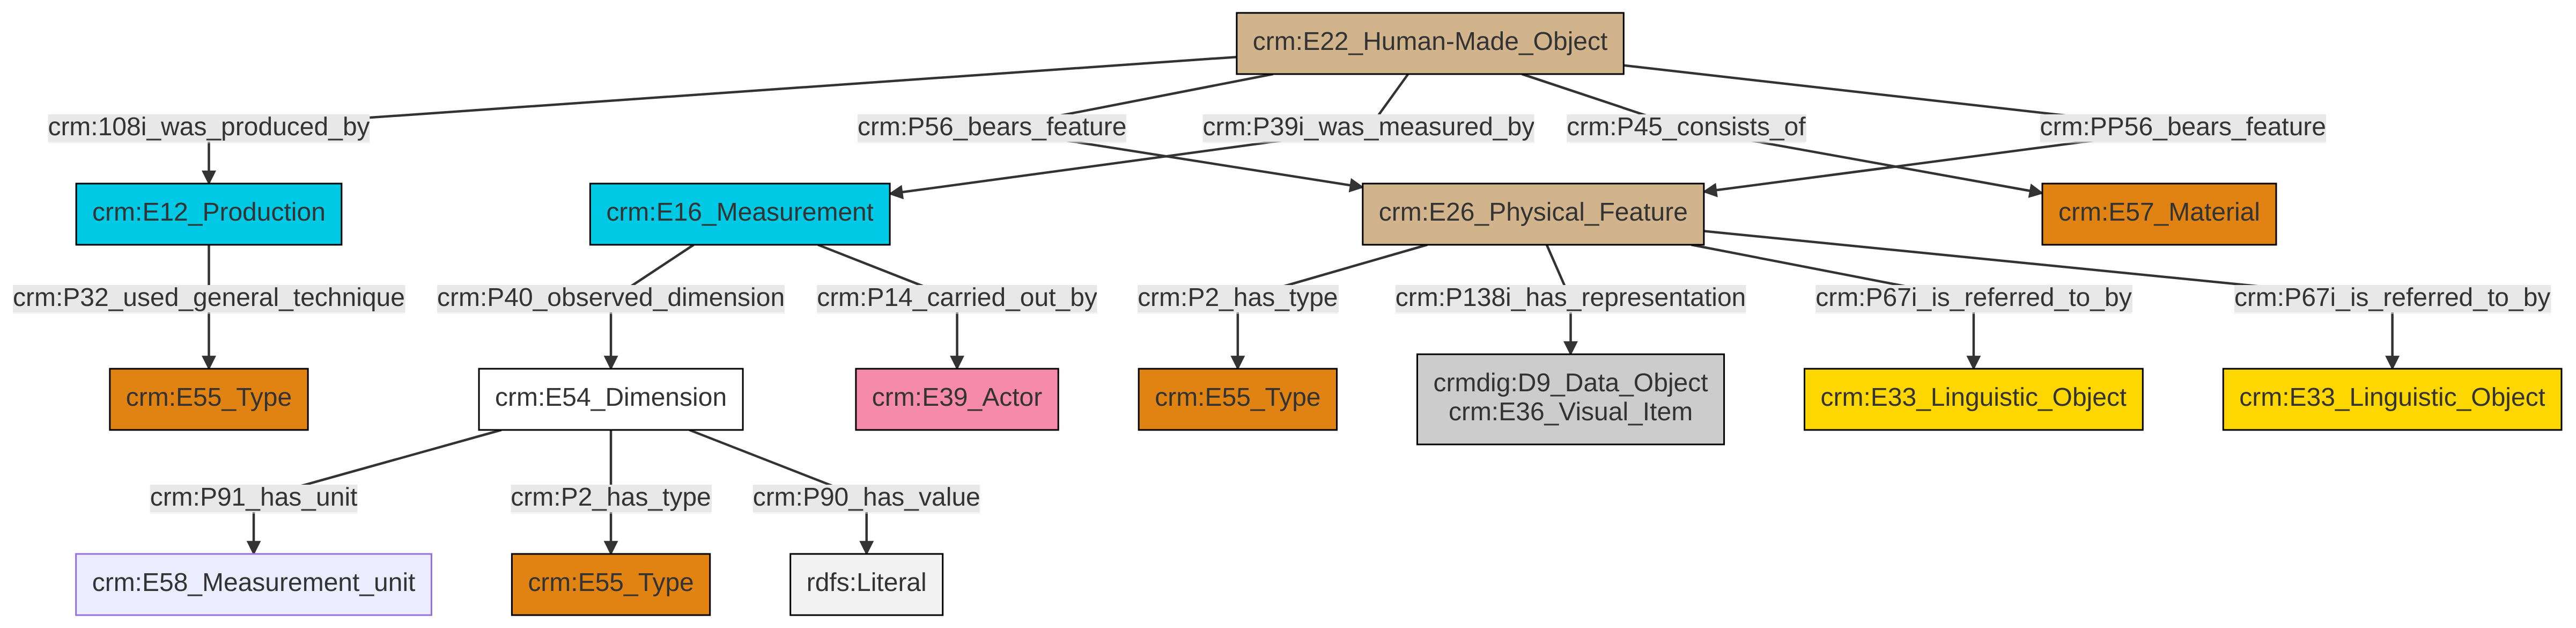 crm:E22_Human-Made_Object
crm:108i_was_produced_by
crm:P56_bears_feature
crm:P39i_was_measured_by
crm:P45_consists_of
crm:PP56_bears_feature
crm:E12_Production
crm:E16_Measurement
crm:E26_Physical_Feature
crm:E57_Material
crm:P32_used_general_technique
crm:P40_observed_dimension
crm:P14_carried_out_by
crm:P2_has_type
crm:P138i_has_representation
crm:P67i_is_referred_to_by
crm:P67i_is_referred_to_by
crm:E55_Type
crm:E54_Dimension
crm:E39_Actor
crm:E55_Type
crmdig:D9_Data_Object
crm:E36_Visual_Item
crm:E33_Linguistic_Object
crm:E33_Linguistic_Object
crm:P91_has_unit
crm:P2_has_type
crm:P90_has_value
crm:E58_Measurement_unit
crm:E55_Type
rdfs:Literal